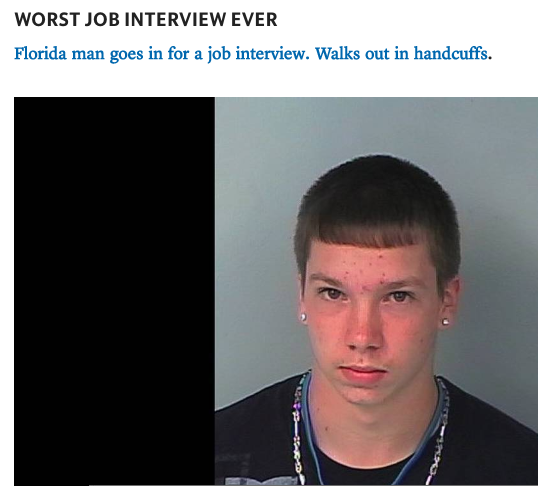 WORST JOB INTERVIEW EVER
Florida man goes in for a job interview. Walks out in handcuffs.